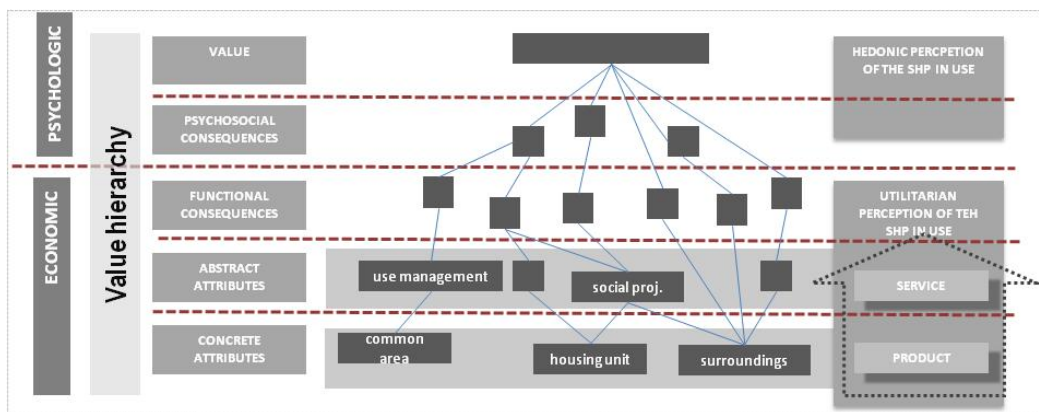 PSYCHOLOGIC
ECONOMIC
Value hierarchy
VALUE
PSYCHOSOCIAL
CONSEQUENCES
FUNCTIONAL
CONSEQUENCES
ABSTRACT
ATTRIBUTES
CONCRETE
ATTRIBUTES
use management
social proj.
common
area
housing unit
surroundings
HEDONIC PERCPETION
OF THE SHP IN USE
UTILITARIAN
PERCEPTION OF TEH
SHP IN USE
SERVICE
PRODUCT